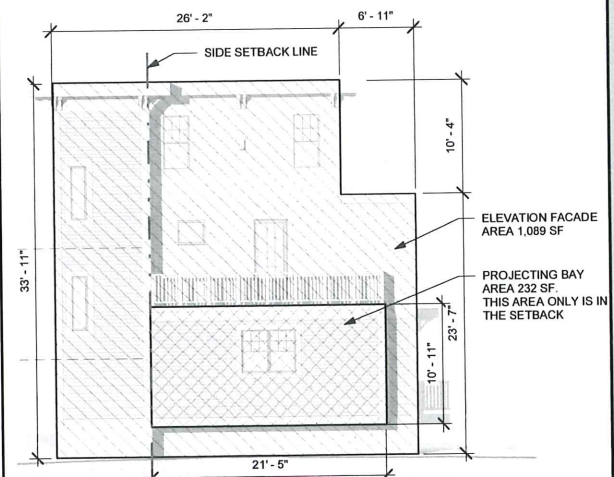 26' - 2"
6' - 11"
SIDE SETBACK LINE
10' - 4"
33' - 11"
ELEVATION FACADE
AREA 1,089 SF
PROJECTING BAY
AREA 232 SF.
THIS AREA ONLY IS IN
THE SETBACK
23' - 7"
10' - 11"
21' - 5"